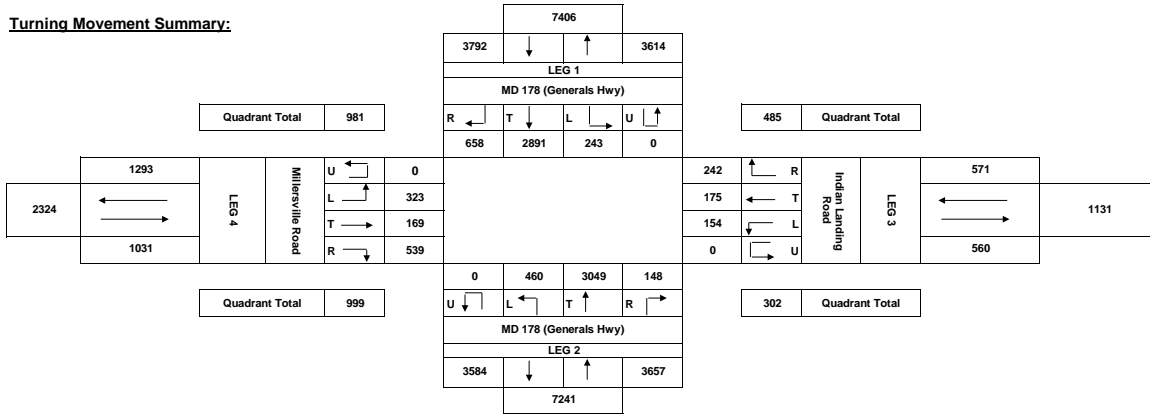 Turning Movement Summary:
7406
3792 3614
LEG 1
MD 178 (Generals Hwy)
Quadrant Total 981
R T L U
485 Quadrant Total
658 2891 243 0
1293
U 0
242 R
571
2324
LEG 4
Millersville Road
L 323
175 T
Indian Landing Road
LEG 3
1131
T 169
154 L
1031
R 539
0 U
560
0 460 3049 148
Quadrant Total 999
U L T R
302 Quadrant Total
MD 178 (Generals Hwy)
LEG 2
3584 3657
7241